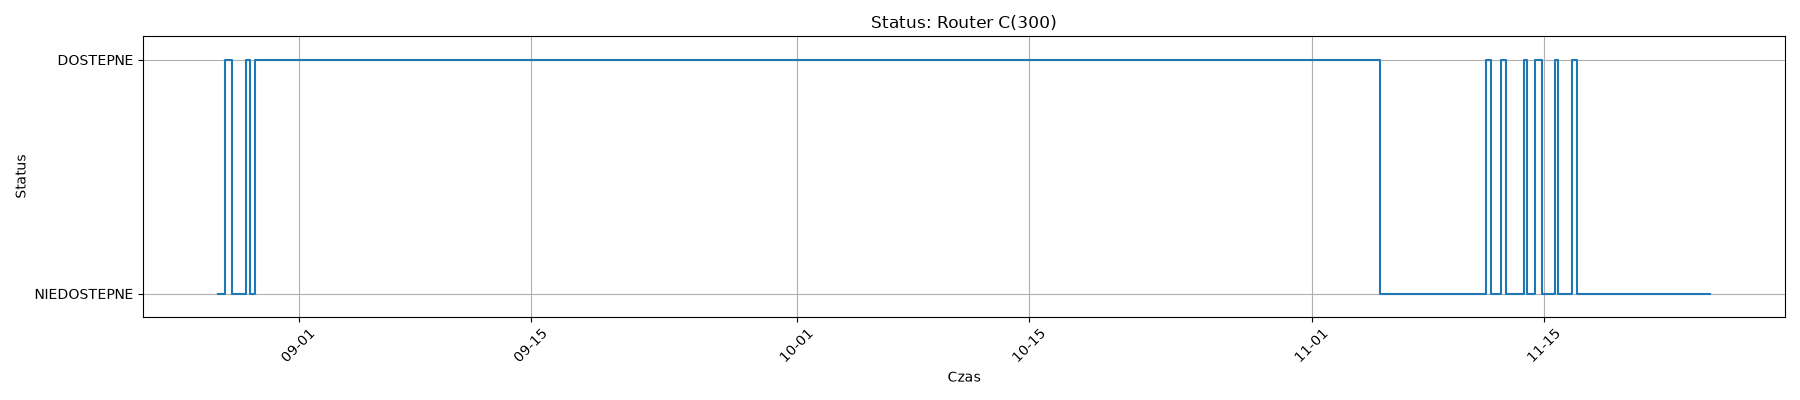 Status: Router C(300)
DOSTEPNE
Status
NIEDOSTEPNE
09-01
09-15
10-01
10-15
11-01
11-15
Czas